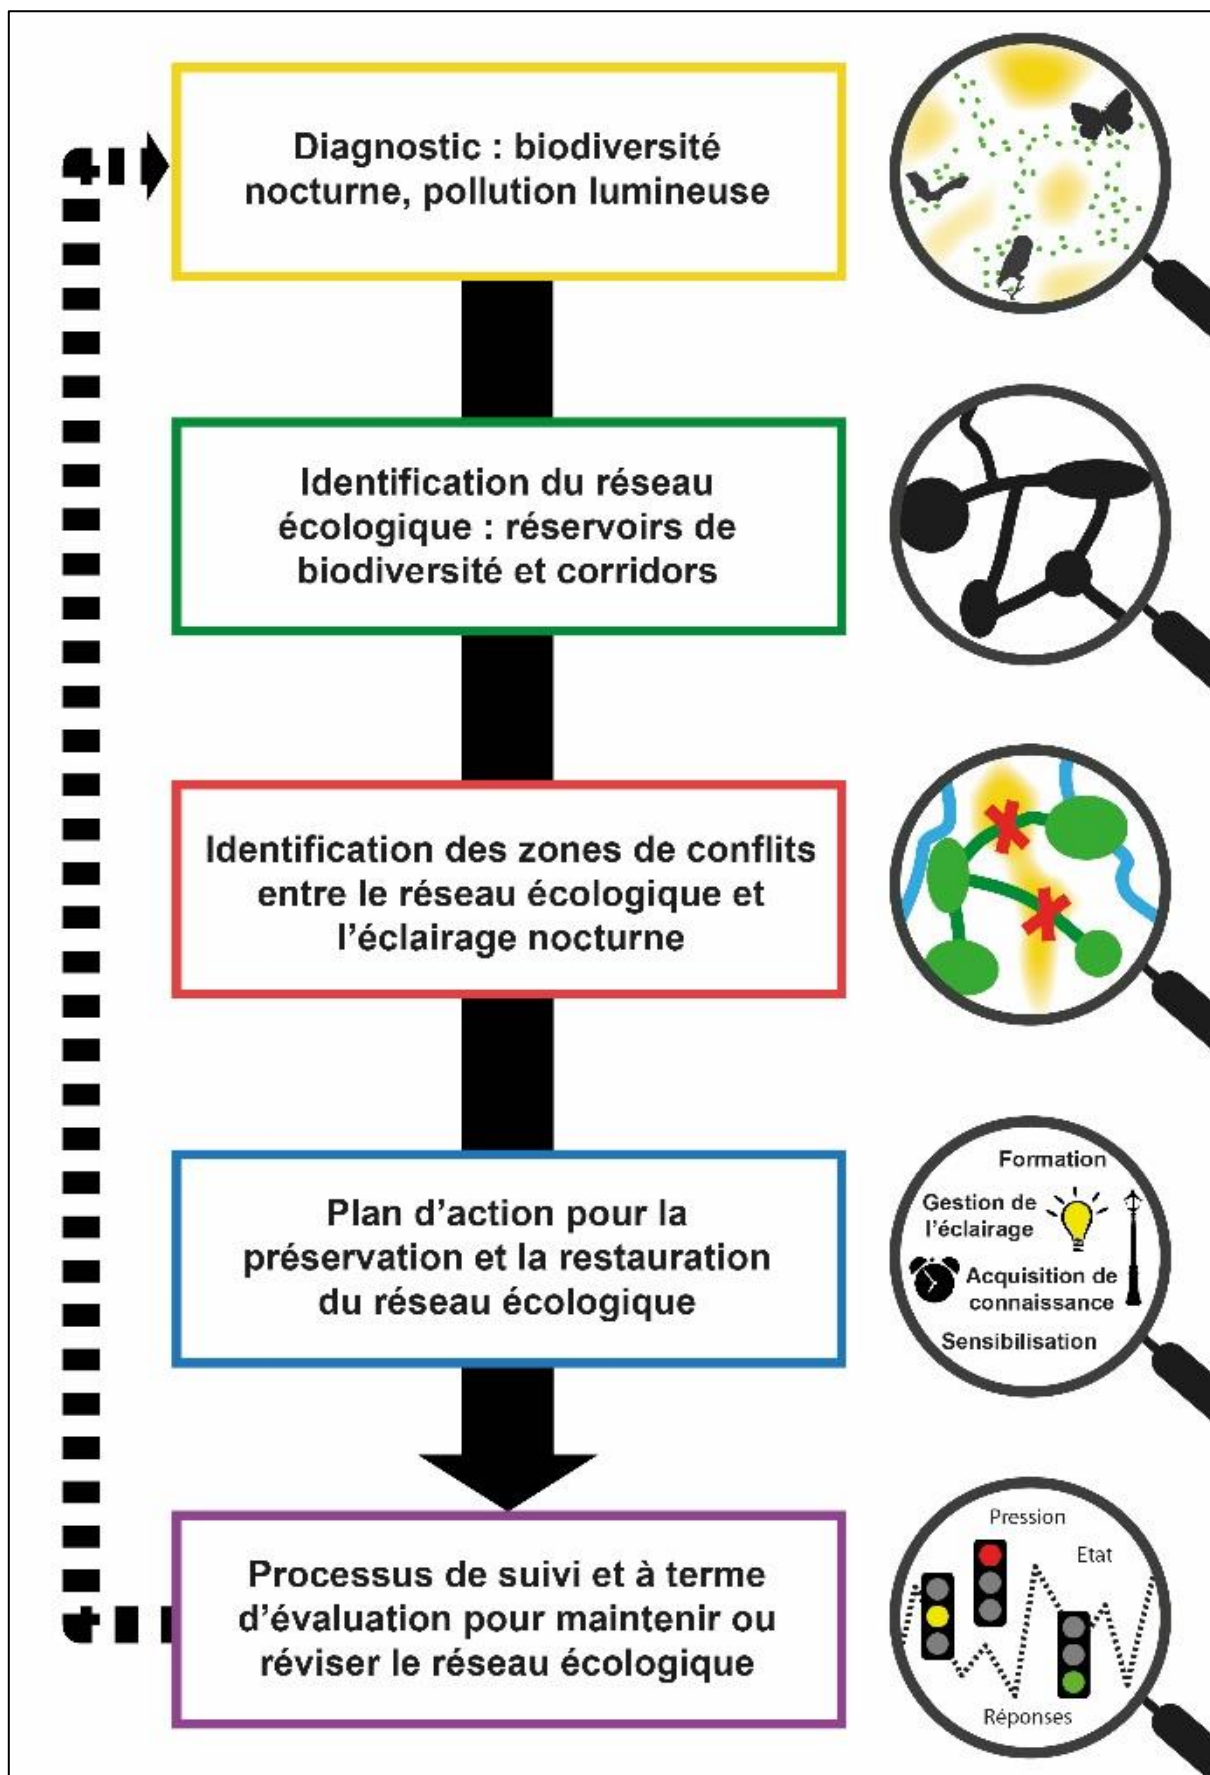 Diagnostic : biodiversité
nocturne, pollution lumineuse
Identification du réseau
écologique : réservoirs de
biodiversité et corridors
Identification des zones de conflits
entre le réseau écologique et
l’éclairage nocturne
Plan d’action pour la
préservation et la restauration
du réseau écologique
Formation
Gestion de
l’éclairage
Acquisition de
connaissance
Sensibilisation
Processus de suivi et à terme
d’évaluation pour maintenir ou
réviser le réseau écologique
Pression
Etat
Réponses